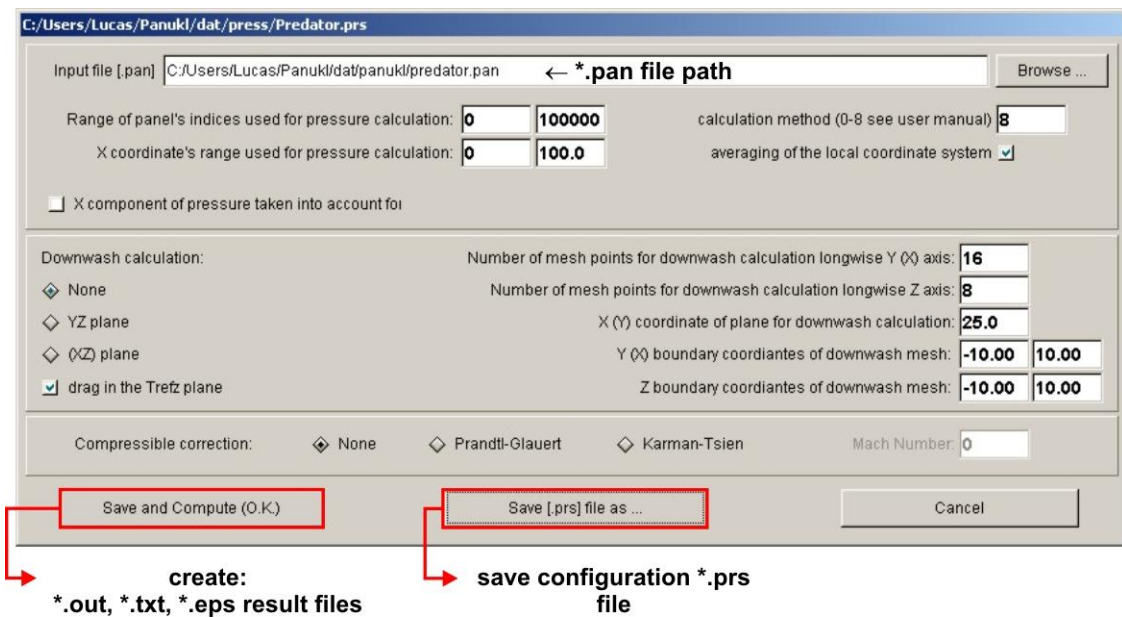 C:/Users/Lucas/Panukl/dat/press/Predator.prs
Input file [.pan] C:/Users/Lucas/Panukl/dat/panukl/predator.pan ← *.pan file path Browse ...
Range of panel's indices used for pressure calculation: 0 100000 calculation method (0-8 see user manual) 8
X coordinate's range used for pressure calculation: 0 100.0 averaging of the local coordinate system
X component of pressure taken into account for
Downwash calculation: Number of mesh points for downwash calculation longwise Y (X) axis: 16
None Number of mesh points for downwash calculation longwise Z axis: 8
YZ plane X (Y) coordinate of plane for downwash calculation: 25.0
(XZ) plane Y (X) boundary coordiantes of downwash mesh: -10.00 10.00
drag in the Trefz plane Z boundary coordiantes of downwash mesh: -10.00 10.00
Compressible correction: None Prandtl-Glauert Karman-Tsien Mach Number: 0
Save and Compute (O.K.) Save [.prs] file as ... Cancel
create: save configuration *.prs
*.out, *.txt, *.eps result files file